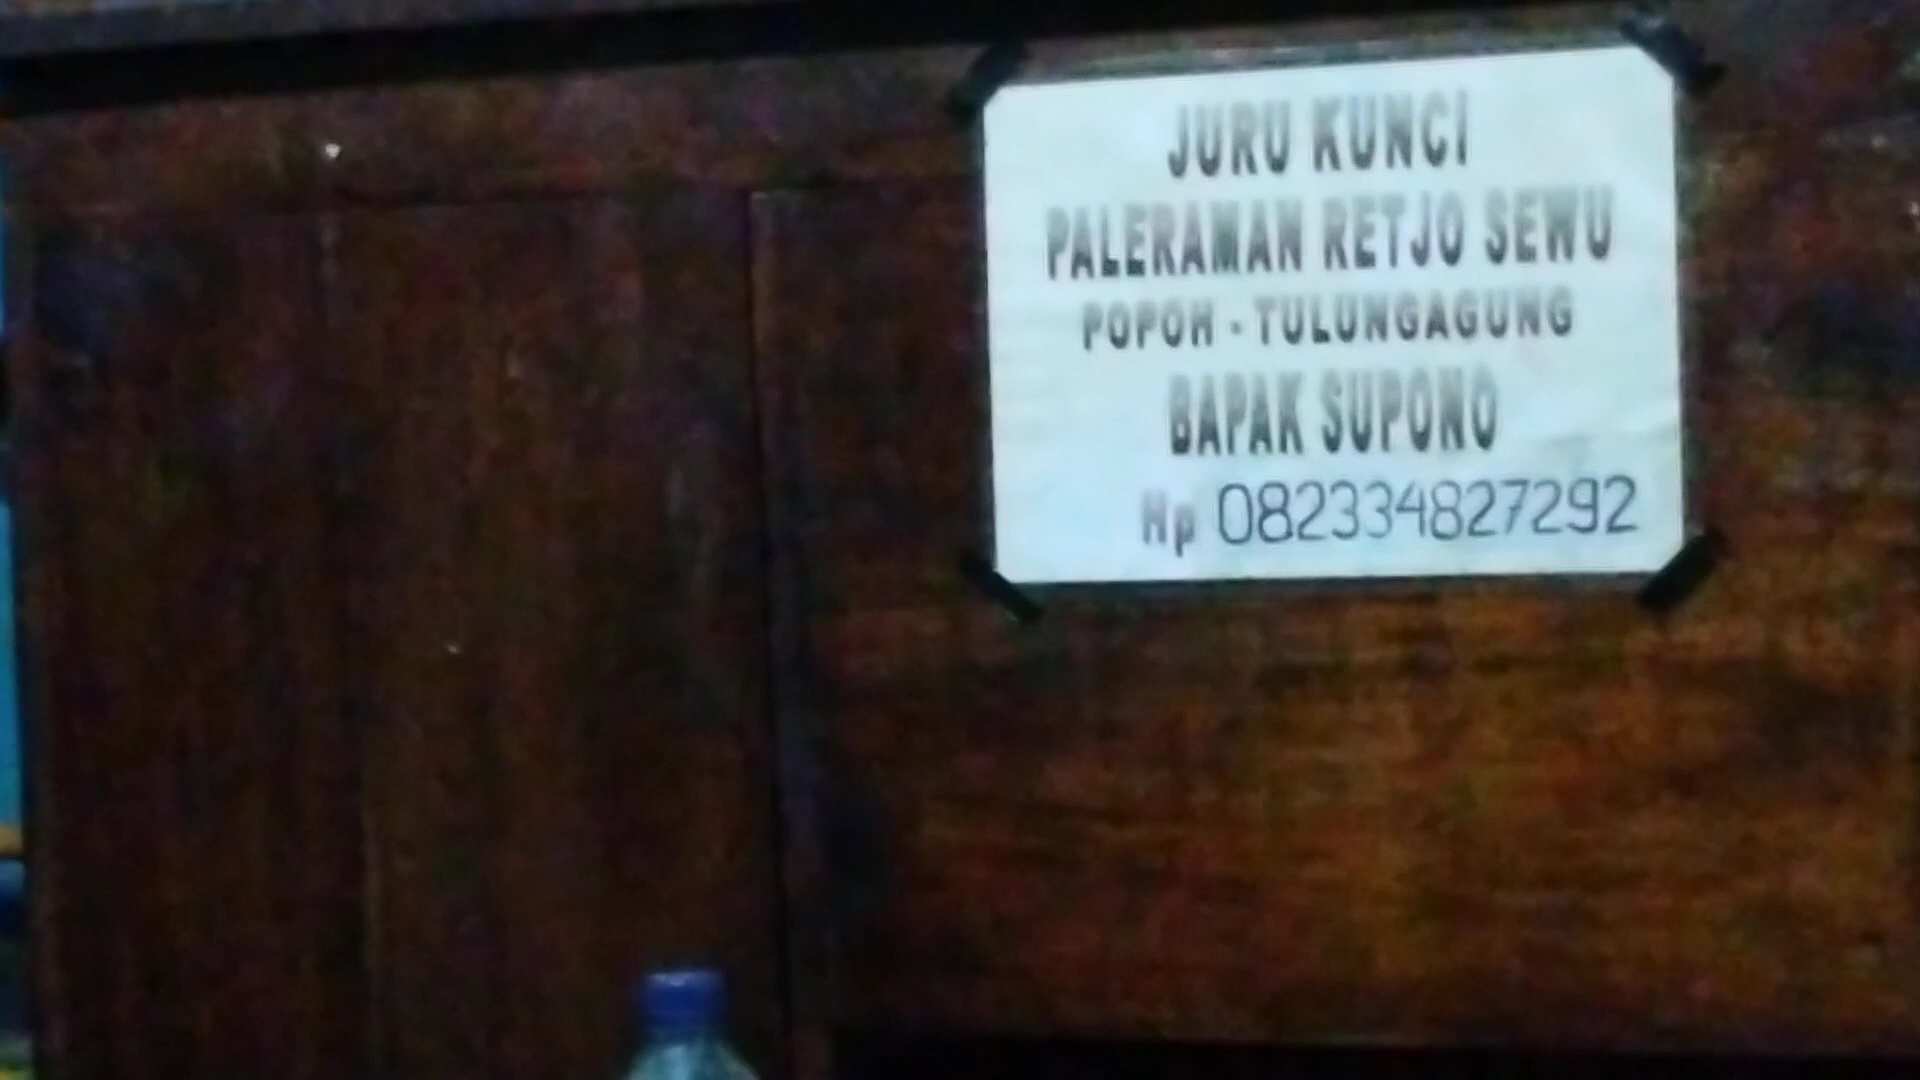 JURU KUNCI
PALERAMAN RETJO SEWU
POPOH - TULUNGAGUNG
BAPAK SUPONO
Hp 082334827292